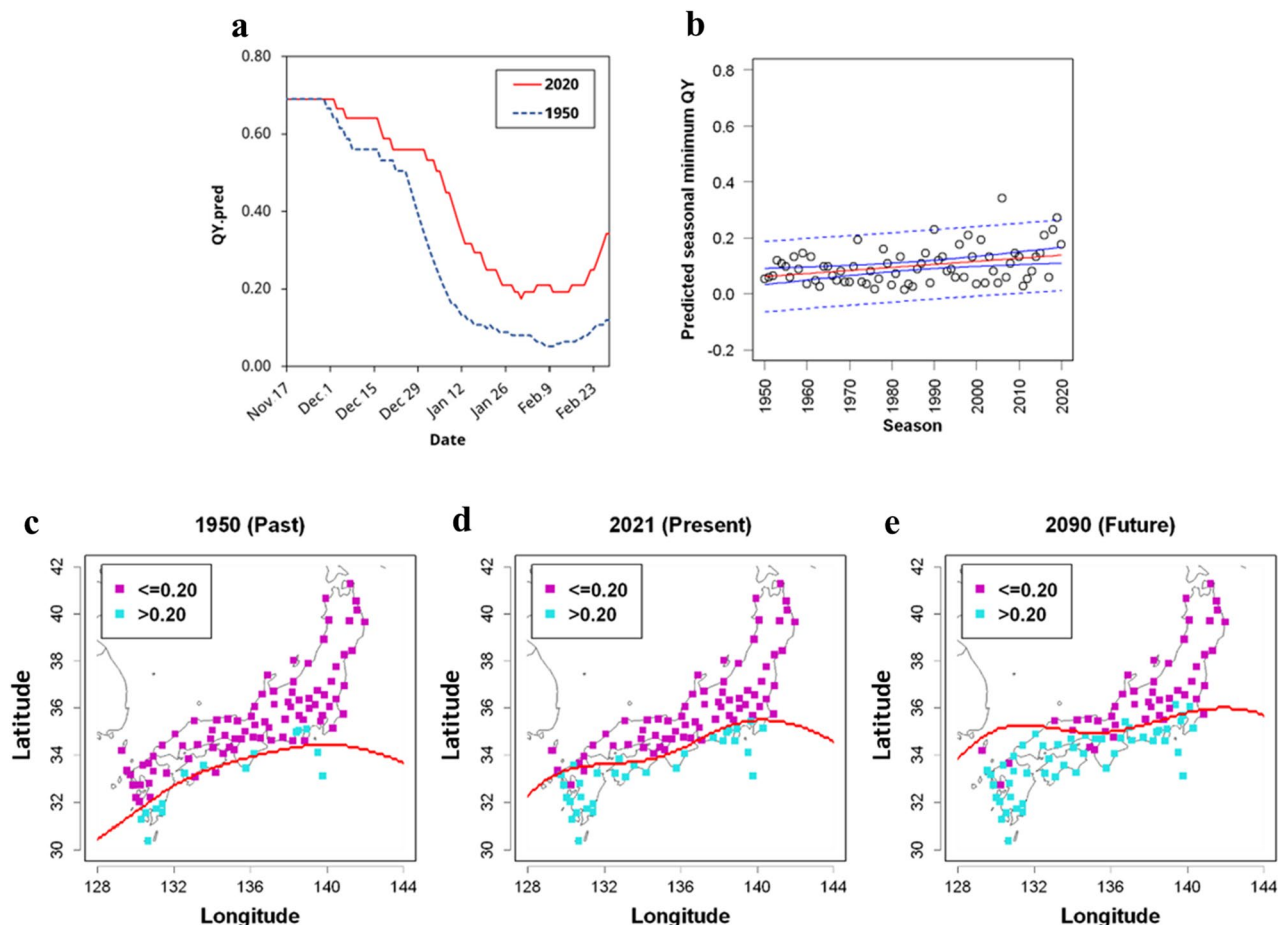 a
0.80
0.60
0.40
0.20
0.00
QY.pred
2020
1950
Nov 17
Dec.1
Dec 15
Dec 29
Jan 12
Jan 26
Feb.9
Feb.23
Date
b
0.8
0.6
0.4
0.2
0.0
-0.2
Predicted seasonal minimum QY
1950
1960
1970
1980
1990
2000
2010
2020
Season
c
1950 (Past)
<=0.20
>0.20
42
40
38
36
34
32
30
Latitude
128
132
136
140
144
Longitude
d
2021 (Present)
<=0.20
>0.20
42
40
38
36
34
32
30
Latitude
128
132
136
140
144
Longitude
e
2090 (Future)
<=0.20
>0.20
42
40
38
36
34
32
30
Latitude
128
132
136
140
144
Longitude